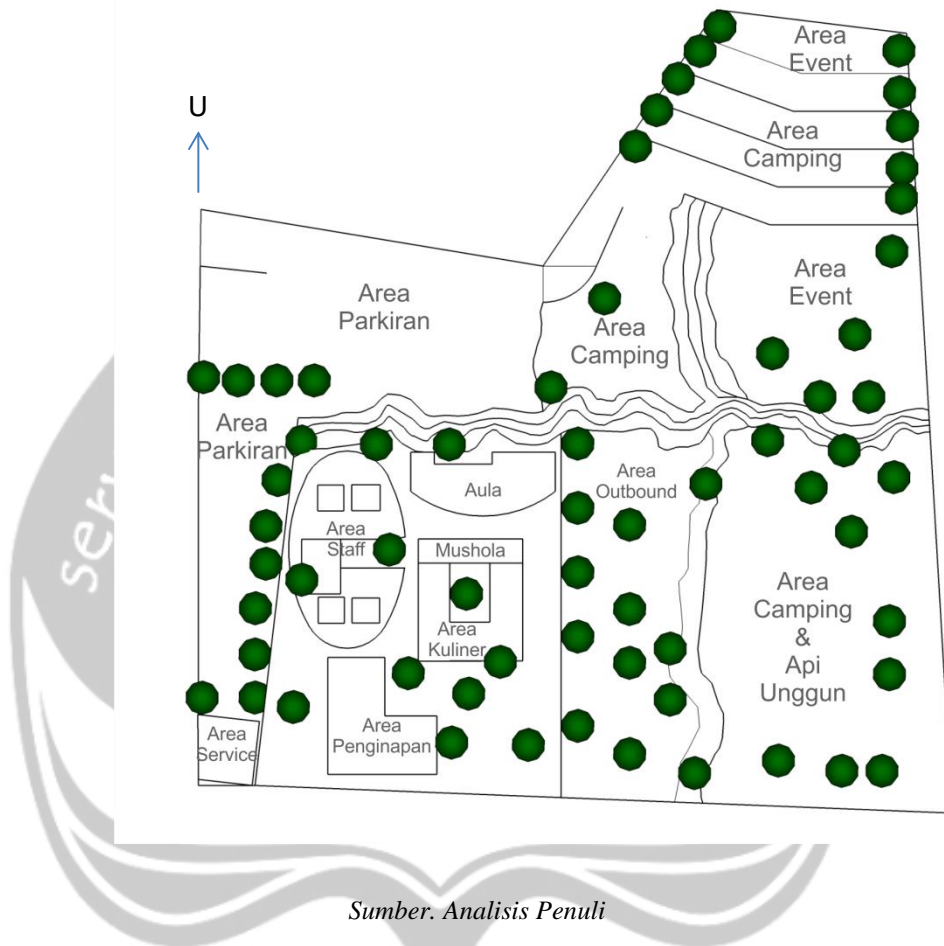 Area
Event
U
Area
Camping
Area
Event
Area
Parkiran
Area
Camping
Area
Parkiran
Area
Outbound
Aula
Area
Staff
Mushola
Area
Kuliner
Area
Camping
&
Api
Unggun
Area
Penginapan
Area
Service
ser
Sumber. Analisis Penuli